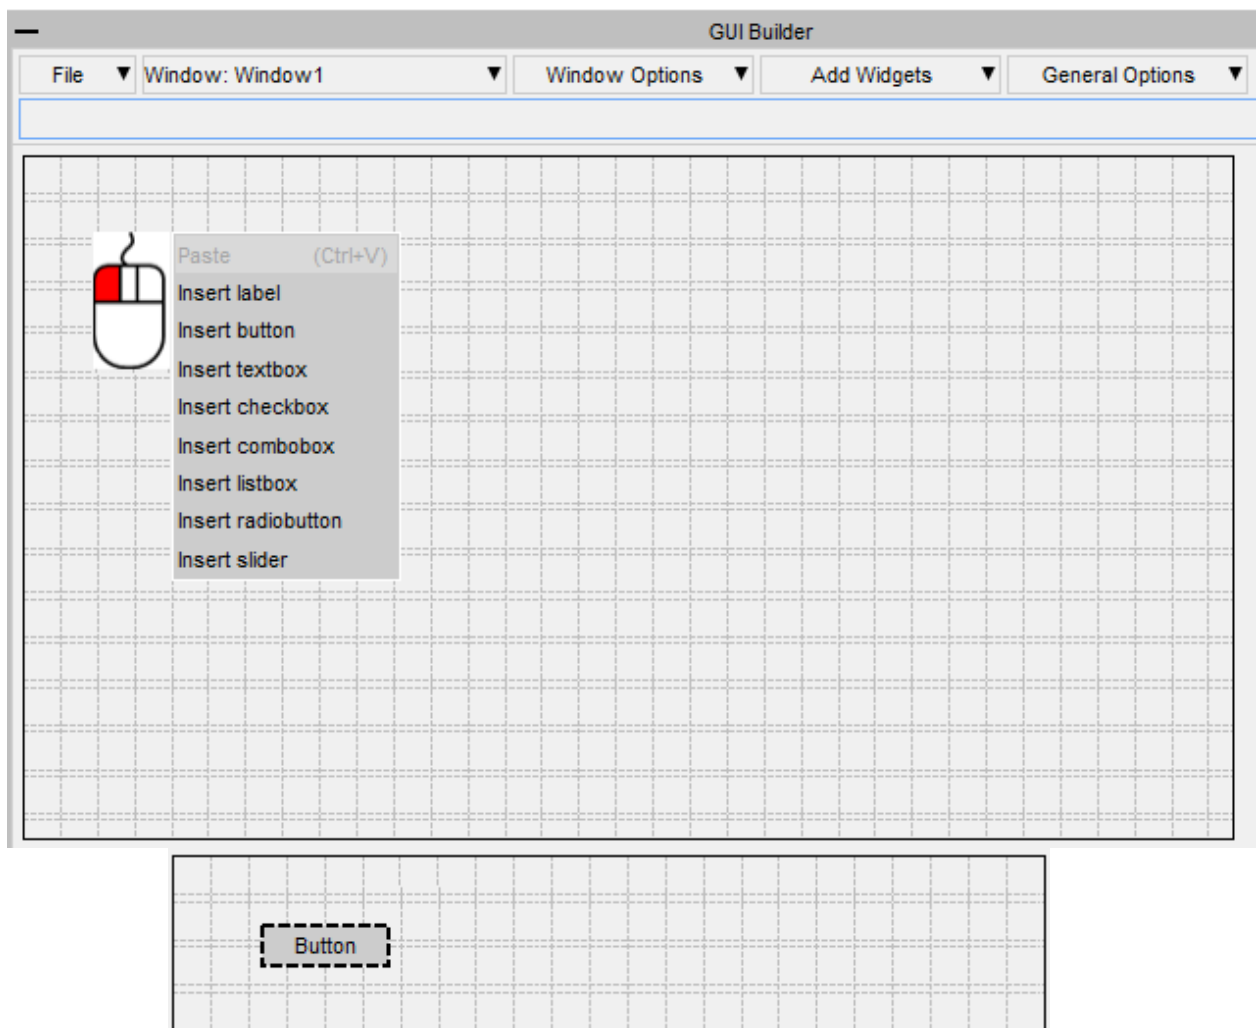 GUI Builder
File ▼ Window: Window1 ▼ Window Options ▼ Add Widgets ▼ General Options ▼
Paste (Ctrl+V)
Insert label
Insert button
Insert textbox
Insert checkbox
Insert combobox
Insert listbox
Insert radiobutton
Insert slider
Button